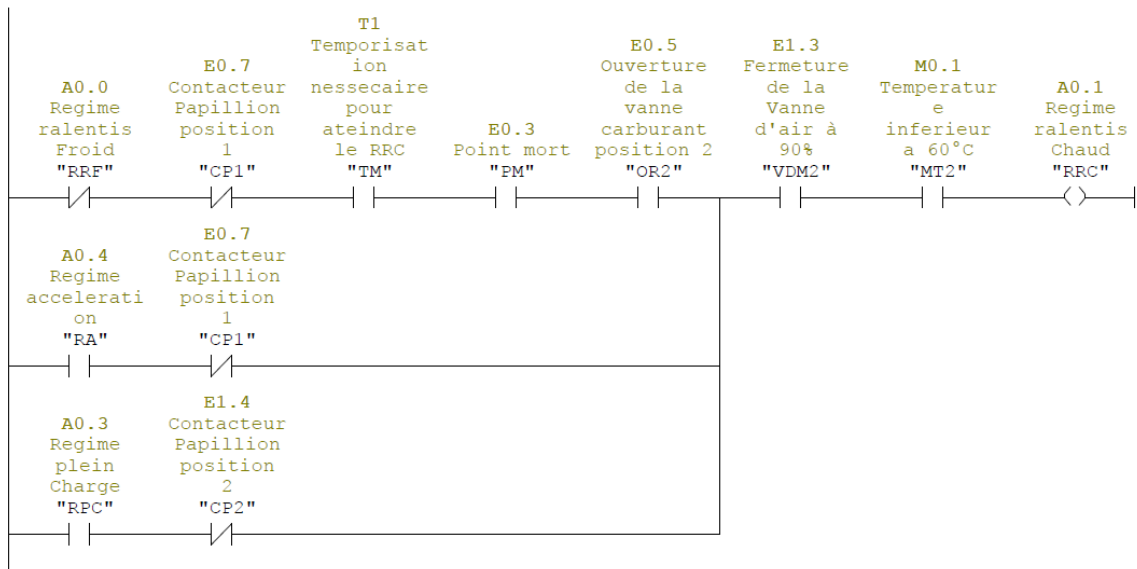 A0.0
Regime
ralentis
Froid
"RRF"
E0.7
Contacteur
Papillion
position
1
"CP1"
T1
Temporisat
ion
nessecaire
pour
ateindre
le RRC
"TM"
E0.3
Point mort
"PM"
E0.5
Ouverture
de la
vanne
carburant
position 2
"OR2"
E1.3
Fermeture
de la
Vanne
d'air à
90%
"VDM2"
M0.1
Temperatur
e
inferieur
a 60°C
"MT2"
A0.1
Regime
ralentis
Chaud
"RRC"
A0.4
Regime
accelerati
on
"RA"
E0.7
Contacteur
Papillion
position
1
"CP1"
A0.3
Regime
plein
Charge
"RPC"
E1.4
Contacteur
Papillion
position
2
"CP2"